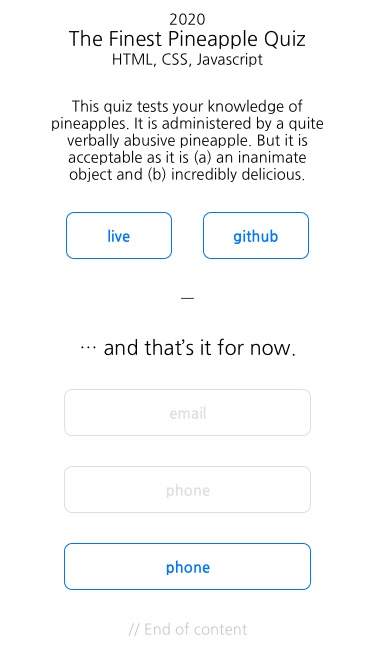 2020
The Finest Pineapple Quiz
HTML, CSS, Javascript
This quiz tests your knowledge of
pineapples. It is administered by a quite
verbally abusive pineapple. But it is
acceptable as it is (a) an inanimate
object and (b) incredibly delicious.
live github
—
… and that’s it for now.
email
phone
phone
// End of content